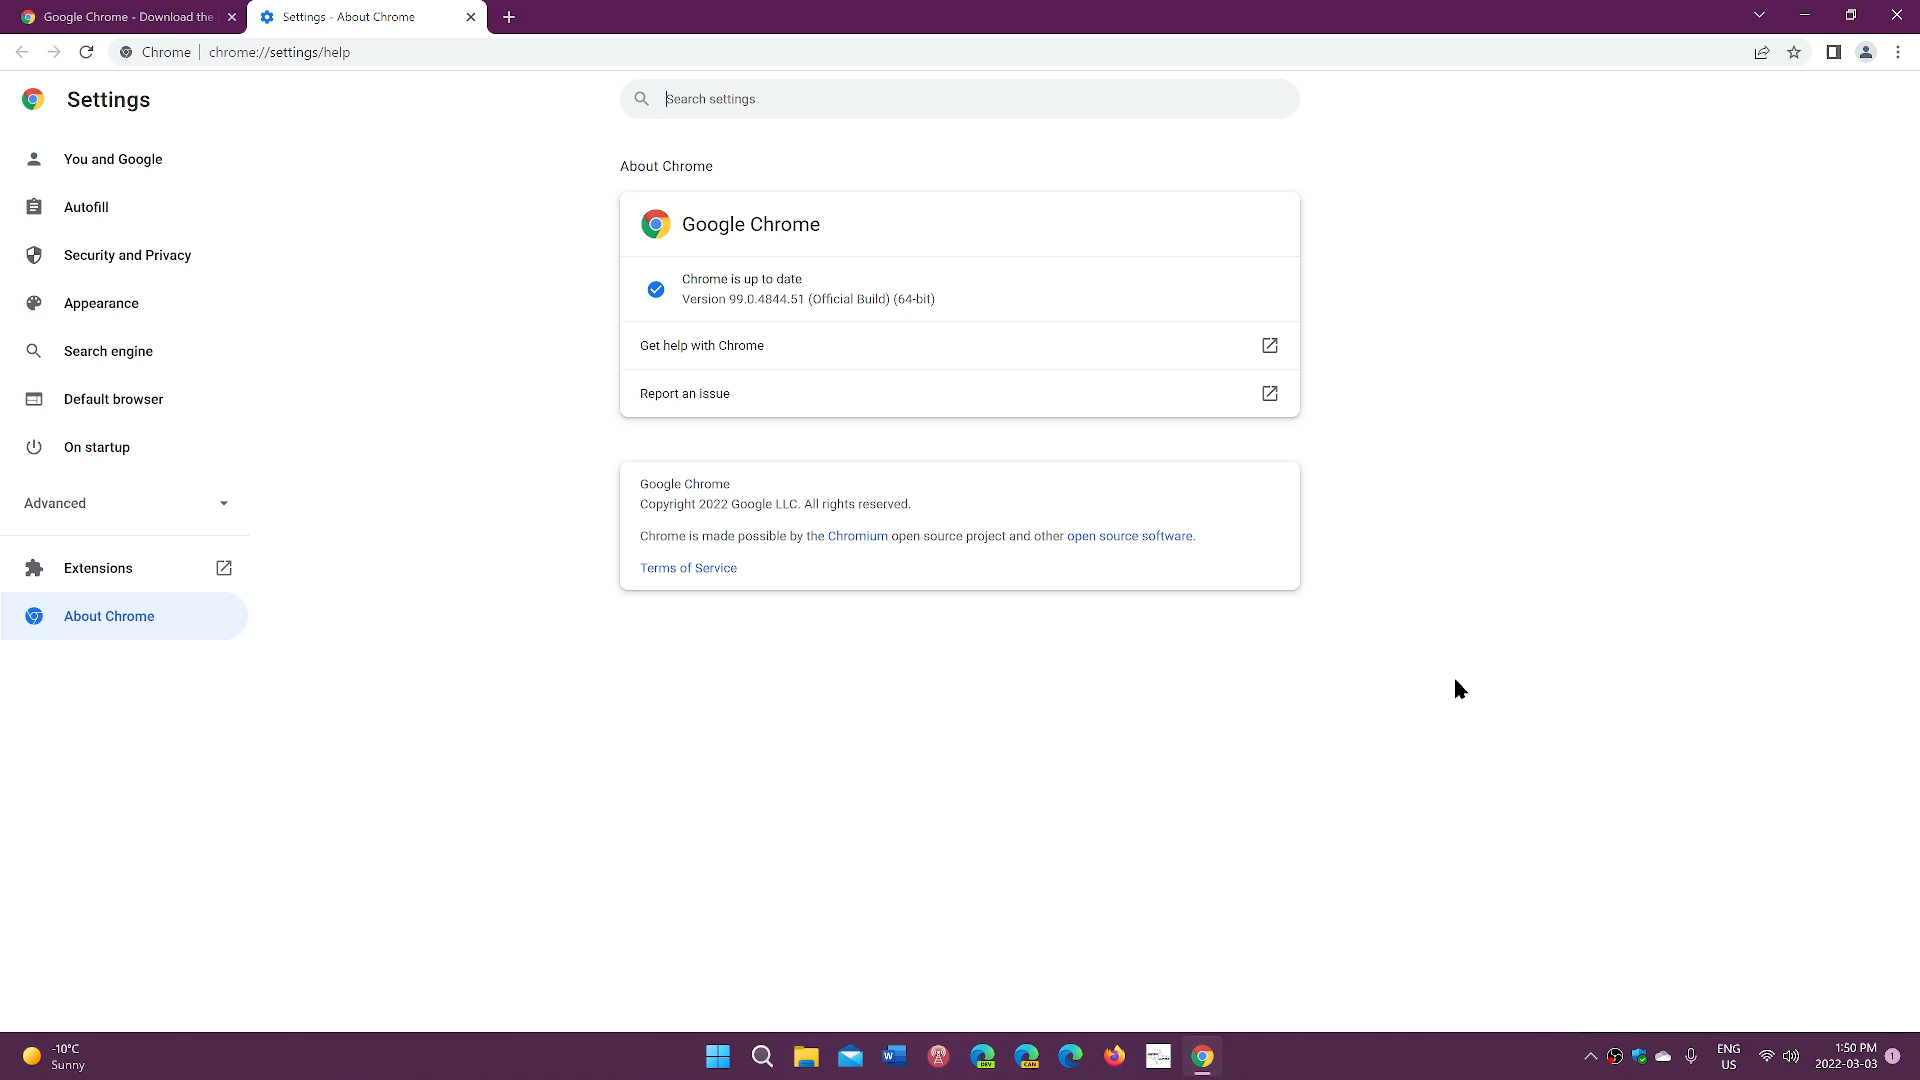 Google Chrome - Download the
Settings - About Chrome
Chrome
chrome://settings/help
Settings
Search settings
You and Google
Autofill
Security and Privacy
Appearance
Search engine
Default browser
On startup
Advanced
Extensions
About Chrome
About Chrome
Google Chrome
Chrome is up to date
Version 99.0.4844.51 (Official Build) (64-bit)
Get help with Chrome
Report an issue
Google Chrome
Copyright 2022 Google LLC. All rights reserved.
Chrome is made possible by the Chromium open source project and other open source software.
Terms of Service
-10°C
Sunny
W
DEV
CAN
ENG
US
1:50 PM
2022-03-03
1